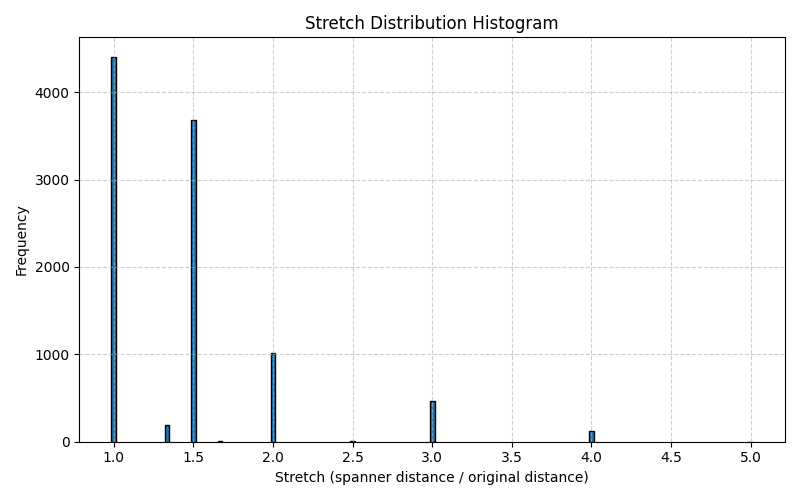 Stretch Distribution Histogram
Frequency
4000
3000
2000
1000
0
1.0 1.5 2.0 2.5 3.0 3.5 4.0 4.5 5.0
Stretch (spanner distance / original distance)